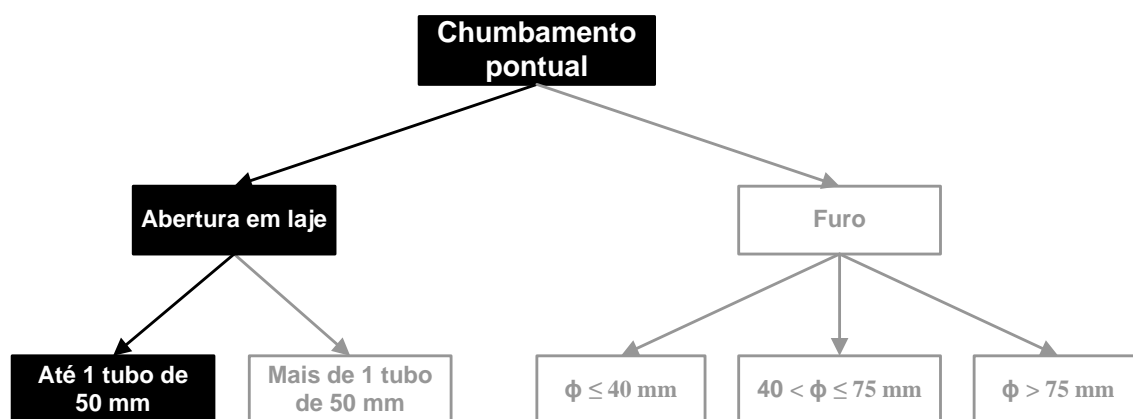 Chumbamento
pontual
Abertura em laje
Furo
Até 1 tubo de
50 mm
Mais de 1 tubo
de 50 mm
ϕ ≤ 40 mm
40 < ϕ ≤ 75 mm
ϕ > 75 mm